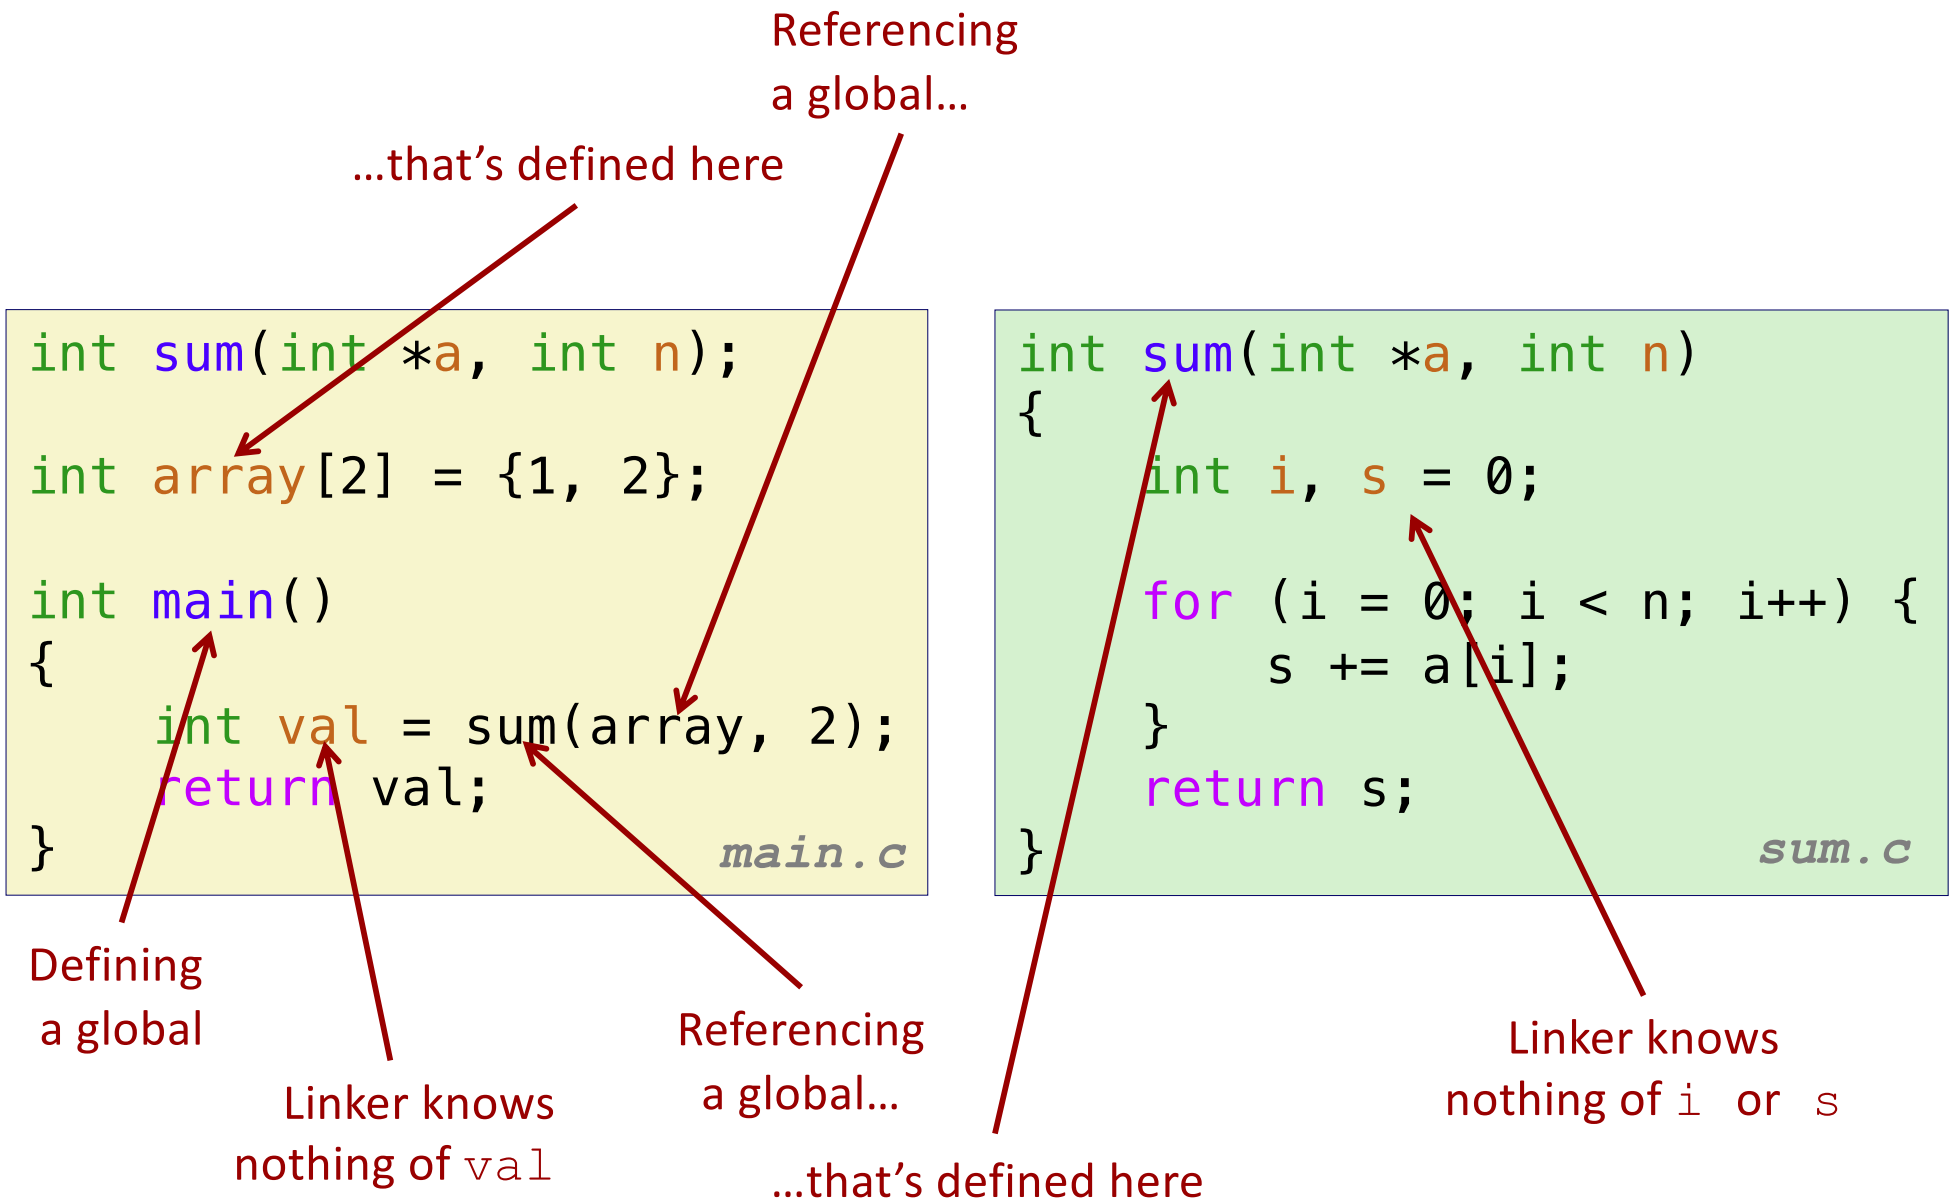 Referencing
a global…
…that’s defined here
int sum(int *a, int n);
int array[2] = {1, 2};
int main()
{
    int val = sum(array, 2);
    return val;
}
main.c
int sum(int *a, int n)
{
    int i, s = 0;
    for (i = 0; i < n; i++) {
        s += a[i];
    }
    return s;
}
sum.c
Defining
a global
Linker knows
nothing of val
Referencing
a global…
…that’s defined here
Linker knows
nothing of i or s